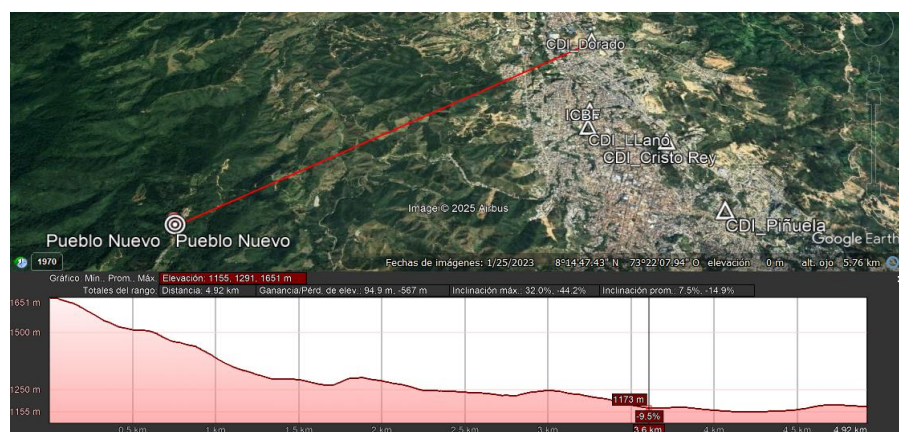 CDI_Dorado
ICBF
CDI_LLano
CDI_Cristo Rey
CDI_Piñuela
Pueblo Nuevo Pueblo Nuevo
Image © 2025 Airbus
Google Earth
1970
Fechas de imágenes: 1/25/2023 8°14'47.43" N 73°22'07.94" O elevación 0 m alt. ojo 5.76 km
Gráfico Mín., Prom., Máx. Elevación: 1155, 1291, 1651 m
Totales del rango: Distancia: 4.92 km Ganancia/Pérd. de elev.: 94.9 m, -567 m Inclinación máx.: 32.0%, -44.2% Inclinación prom.: 7.5%, -14.9%
1651 m
1500 m
1250 m
1173 m
1155 m
-9.5%
0.5 km 1 km 1.5 km 2 km 2.5 km 3 km 3.6 km 4 km 4.5 km 4.92 km